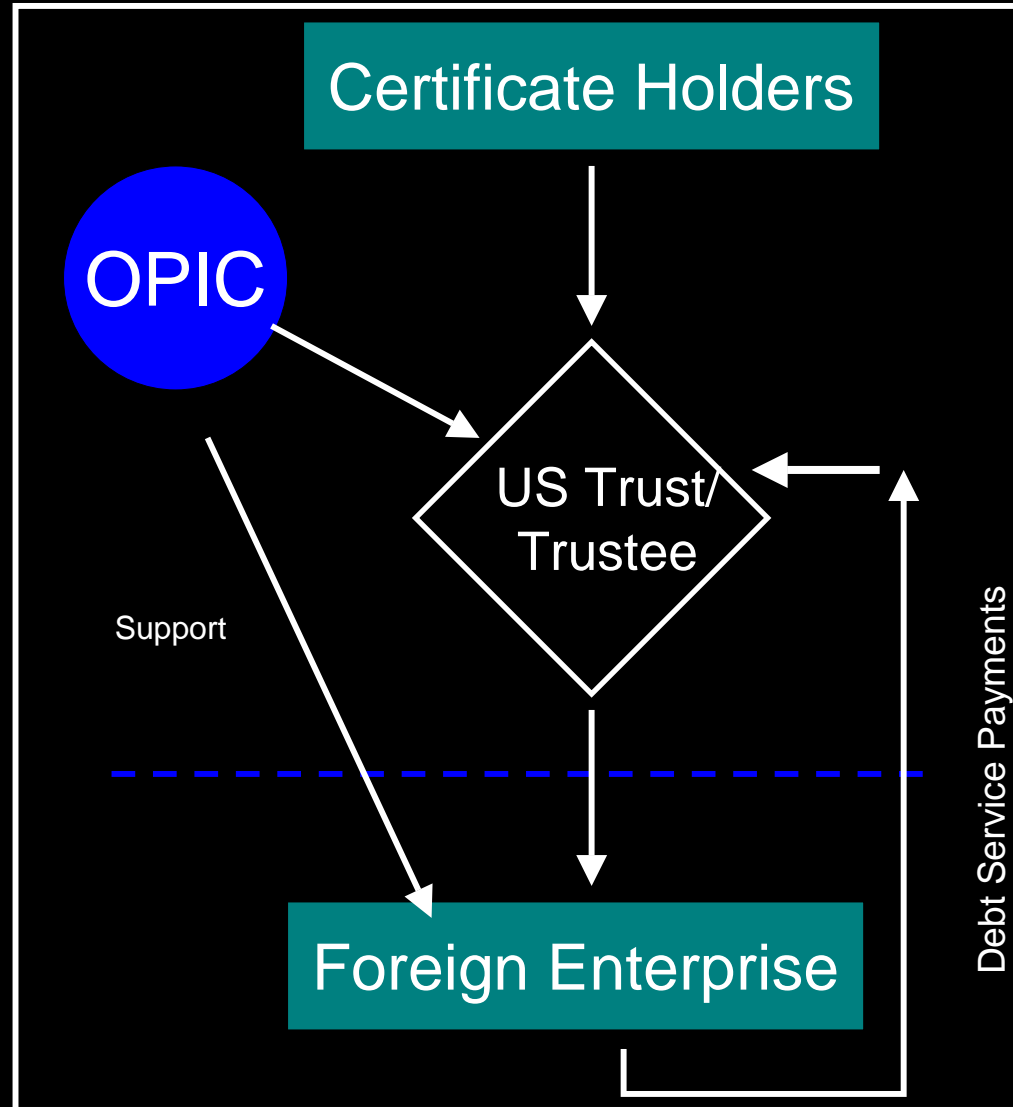 Certificate Holders
OPIC
US Trust/
Trustee
Support
Debt Service Payments
Foreign Enterprise